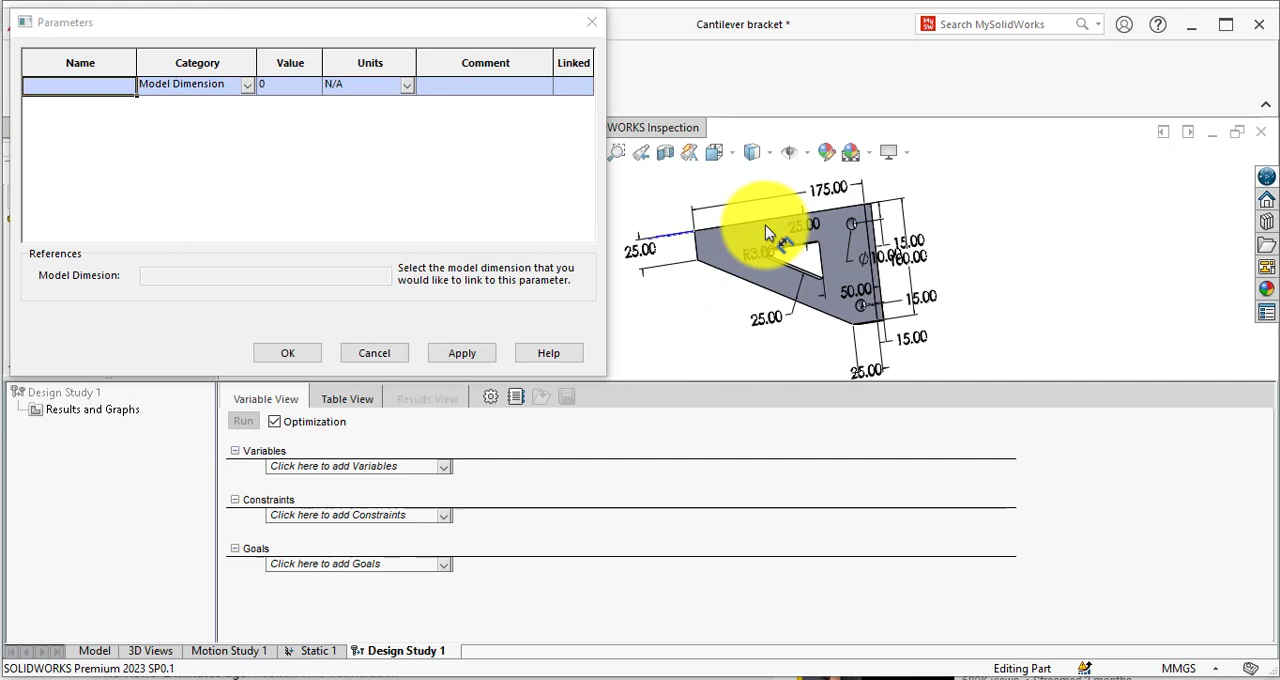 Parameters
Cantilever bracket *
Search MySolidWorks
Name Category Value Units Comment Linked
Model Dimension 0 N/A
WORKS Inspection
175.00
25.00
25.00
R3.00
15.00
Ø10.00
50.00
15.00
25.00
15.00
25.00
References
Model Dimesion:
Select the model dimension that you
would like to link to this parameter.
OK Cancel Apply Help
Design Study 1
Results and Graphs
Variable View Table View Results View
Run Optimization
Variables
Click here to add Variables
Constraints
Click here to add Constraints
Goals
Click here to add Goals
Model 3D Views Motion Study 1 Static 1 Design Study 1
SOLIDWORKS Premium 2023 SP0.1
Editing Part
MMGS